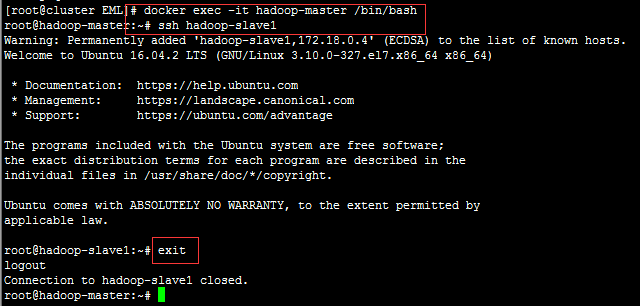 [root@cluster EML]# docker exec -it hadoop-master /bin/bash
root@hadoop-master:~# ssh hadoop-slave1
Warning: Permanently added 'hadoop-slave1,172.18.0.4' (ECDSA) to the list of known hosts.
Welcome to Ubuntu 16.04.2 LTS (GNU/Linux 3.10.0-327.el7.x86_64 x86_64)
* Documentation:  https://help.ubuntu.com
* Management:     https://landscape.canonical.com
* Support:        https://ubuntu.com/advantage
The programs included with the Ubuntu system are free software;
the exact distribution terms for each program are described in the
individual files in /usr/share/doc/*/copyright.
Ubuntu comes with ABSOLUTELY NO WARRANTY, to the extent permitted by
applicable law.
root@hadoop-slave1:~# exit
logout
Connection to hadoop-slave1 closed.
root@hadoop-master:~#